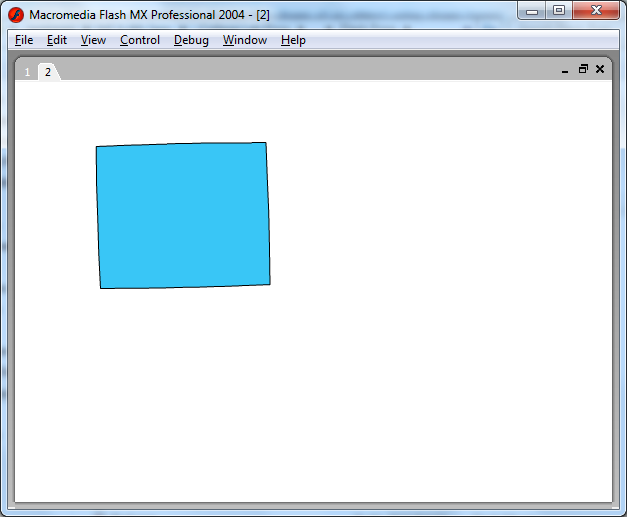 Macromedia Flash MX Professional 2004 - [2]
File Edit View Control Debug Window Help
1 2